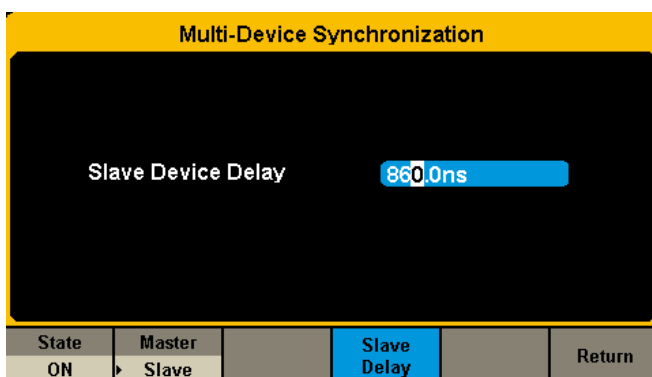 Multi-Device Synchronization
Slave Device Delay
860.0ns
State
ON
Master
Slave
Slave
Delay
Return